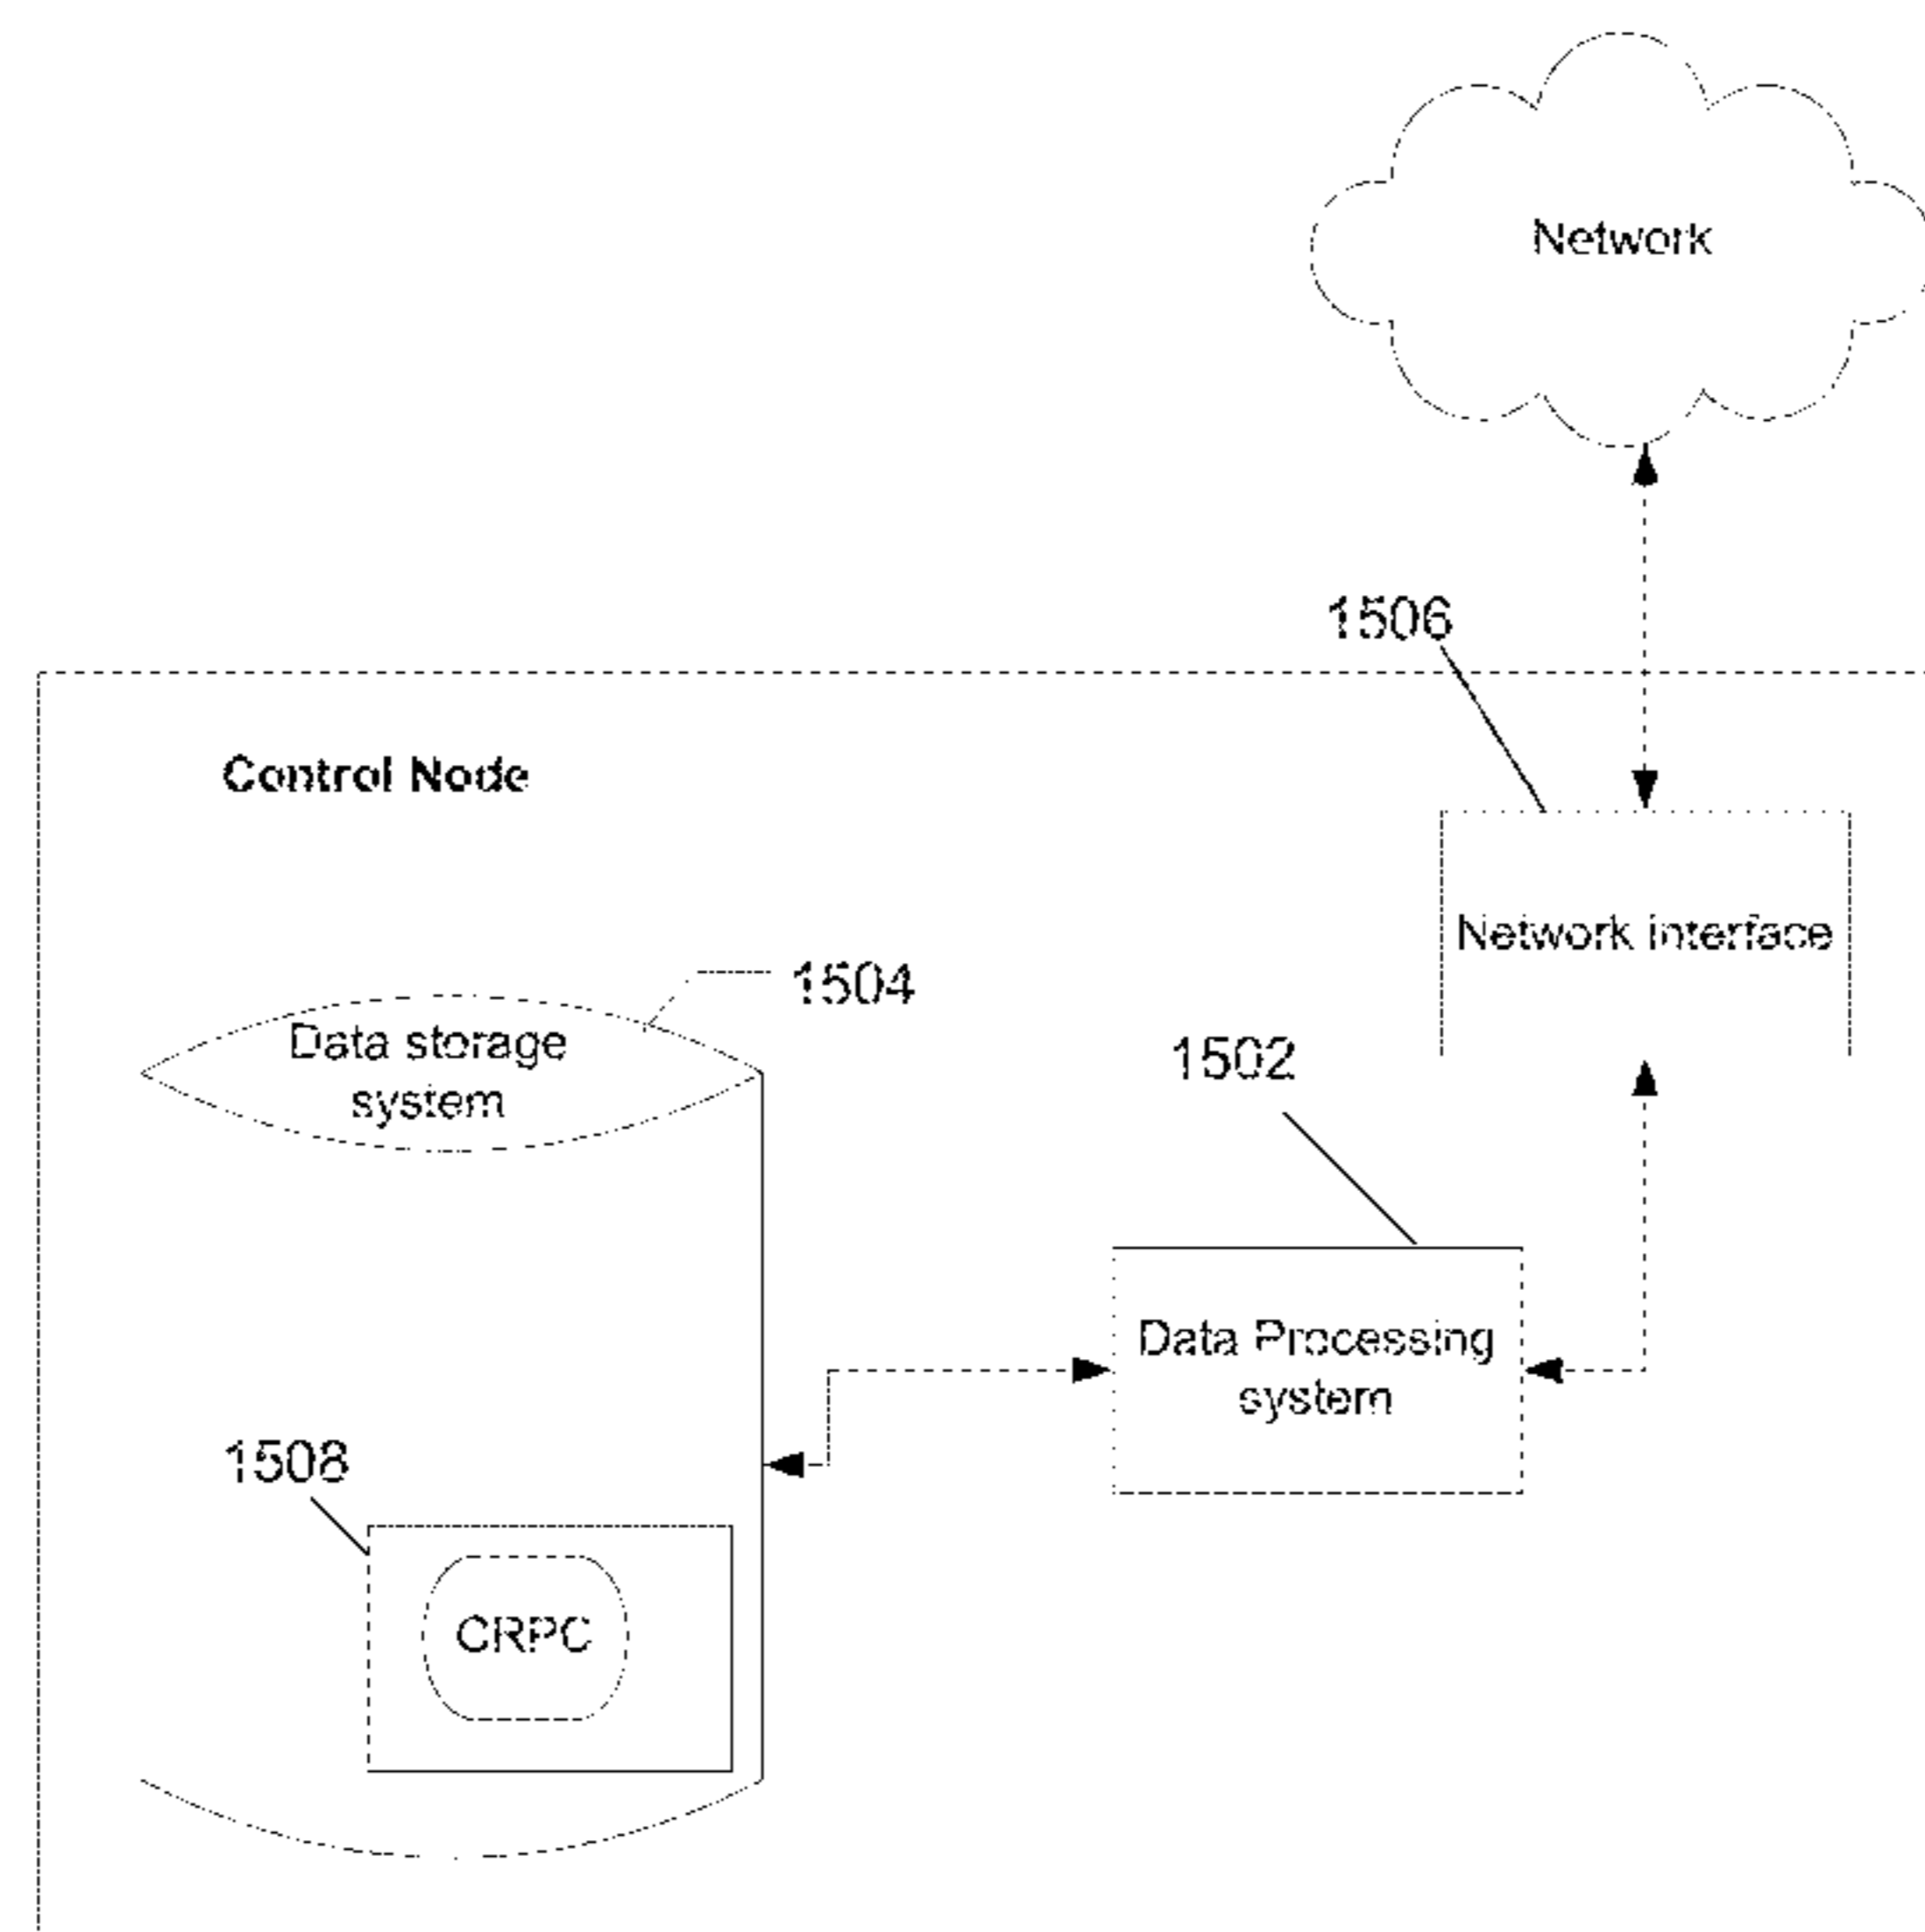 Network
1506
Control Node
Network interface
1504
Data storage
system
1502
Data Processing
system
1508
CRPC